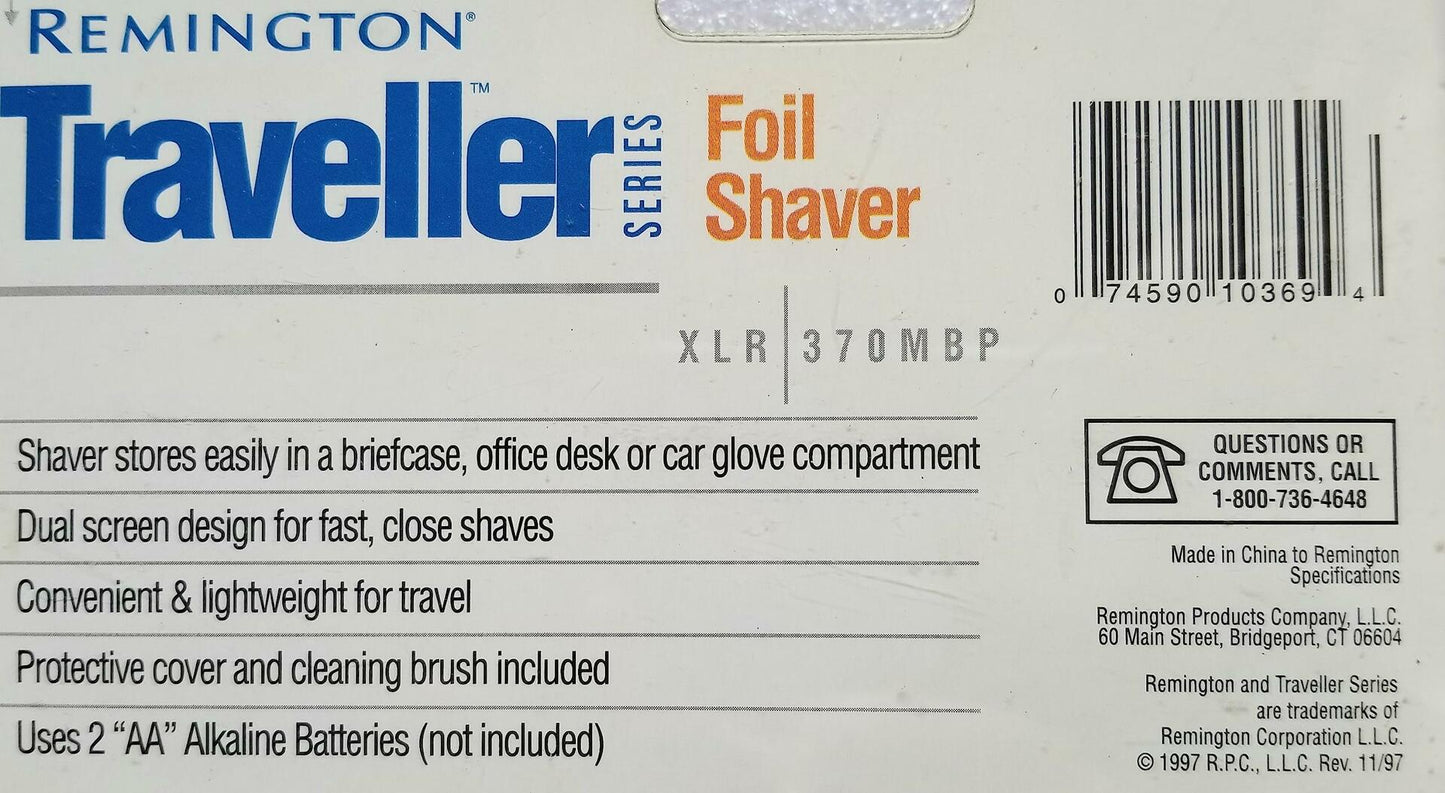 REMINGTON®
Traveller™ SERIES
Foil
Shaver
XLR 370MBP
0 74590 10369 4
Shaver stores easily in a briefcase, office desk or car glove compartment
Dual screen design for fast, close shaves
Convenient & lightweight for travel
Protective cover and cleaning brush included
Uses 2 “AA” Alkaline Batteries (not included)
QUESTIONS OR
COMMENTS, CALL
1-800-736-4648
Made in China to Remington
Specifications
Remington Products Company, L.L.C.
60 Main Street, Bridgeport, CT 06604
Remington and Traveller Series
are trademarks of
Remington Corporation L.L.C.
© 1997 R.P.C., L.L.C. Rev. 11/97